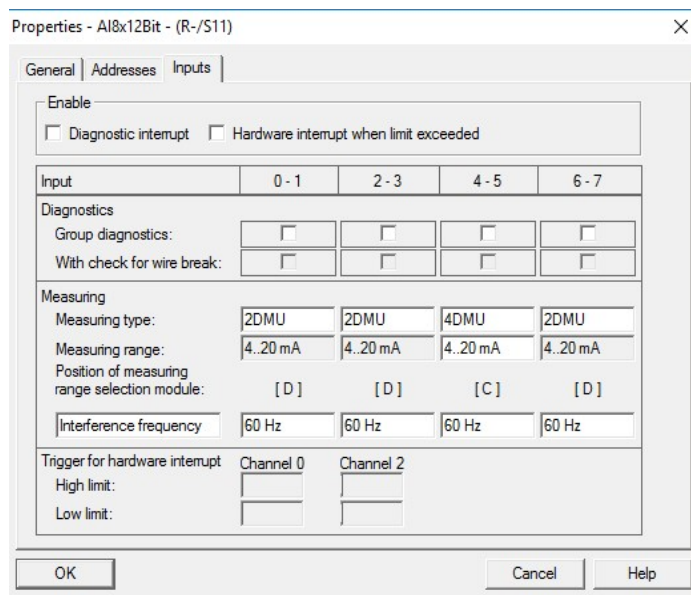 Properties - AI8x12Bit - (R-/S11)
General Addresses Inputs
Enable
Diagnostic interrupt Hardware interrupt when limit exceeded
Input 0 - 1 2 - 3 4 - 5 6 - 7
Diagnostics
Group diagnostics:
With check for wire break:
Measuring
Measuring type: 2DMU 2DMU 4DMU 2DMU
Measuring range: 4..20 mA 4..20 mA 4..20 mA 4..20 mA
Position of measuring
range selection module: [ D ] [ D ] [ C ] [ D ]
Interference frequency 60 Hz 60 Hz 60 Hz 60 Hz
Trigger for hardware interrupt Channel 0 Channel 2
High limit:
Low limit:
OK Cancel Help